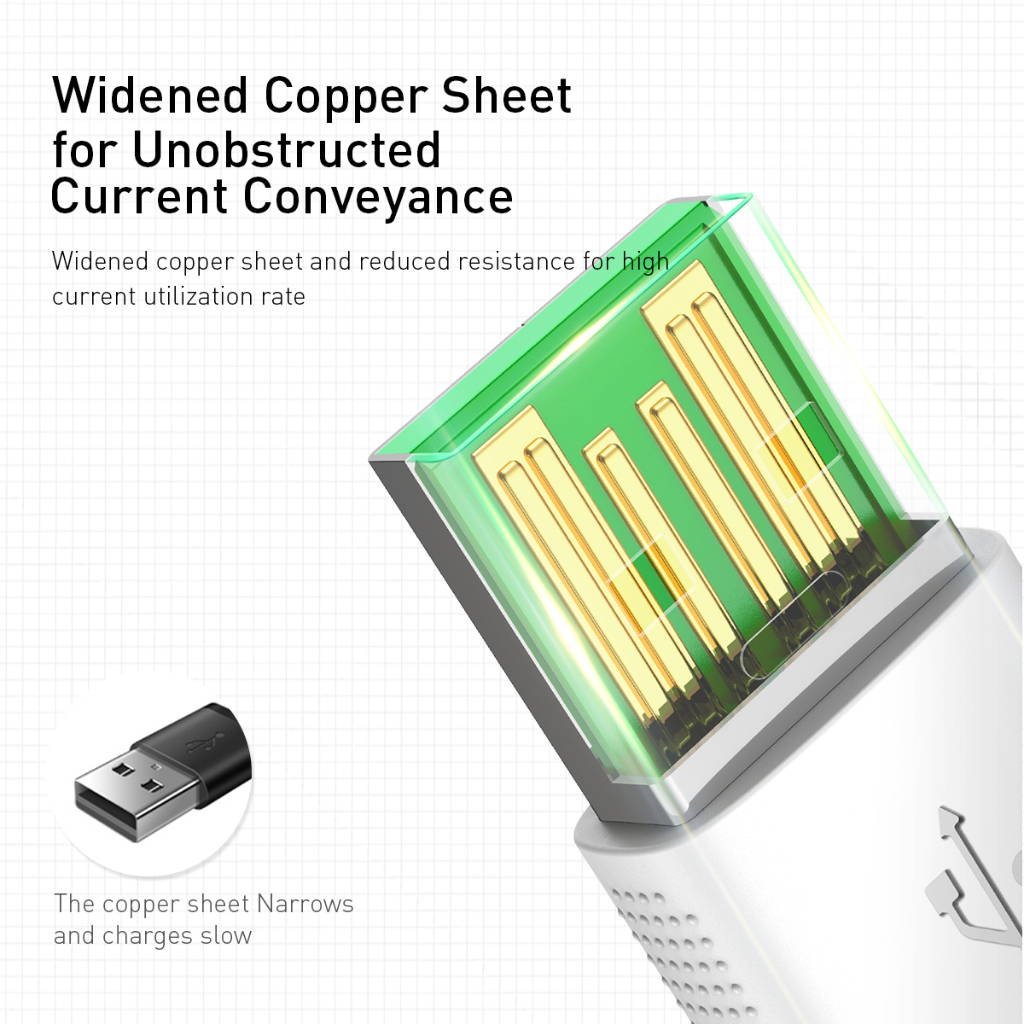 Widened Copper Sheet
for Unobstructed
Current Conveyance
Widened copper sheet and reduced resistance for high
current utilization rate
The copper sheet Narrows
and charges slow